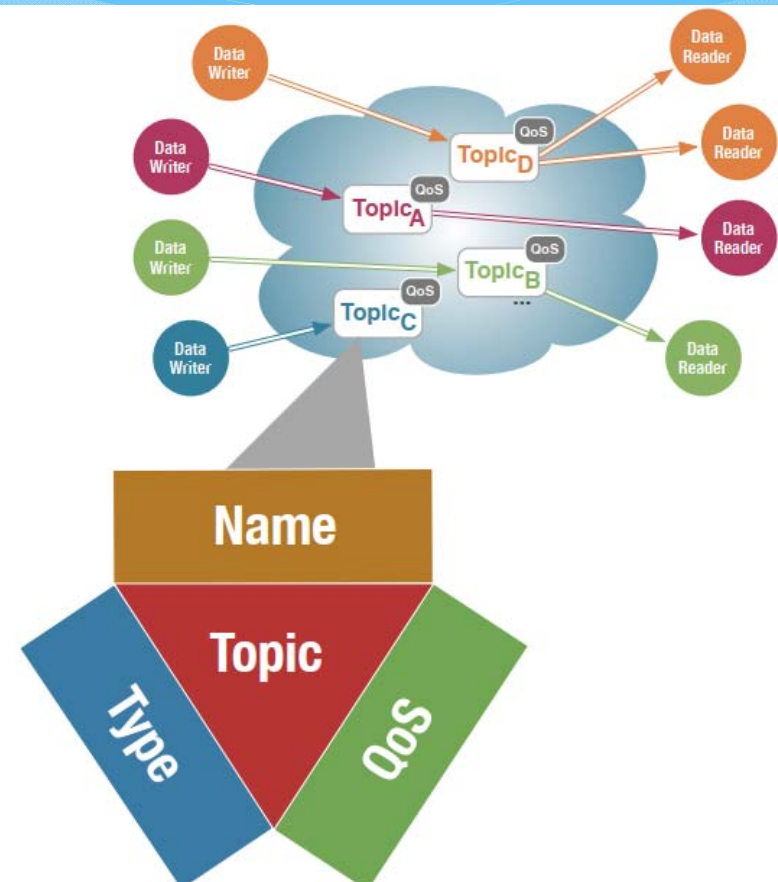 Data
Writer
Data
Reader
QoS
TopicD
Data
Reader
Data
Writer
QoS
TopicA
Data
Reader
Data
Writer
QoS
TopicB
...
QoS
TopicC
Data
Writer
Data
Reader
Name
Topic
Type
QoS